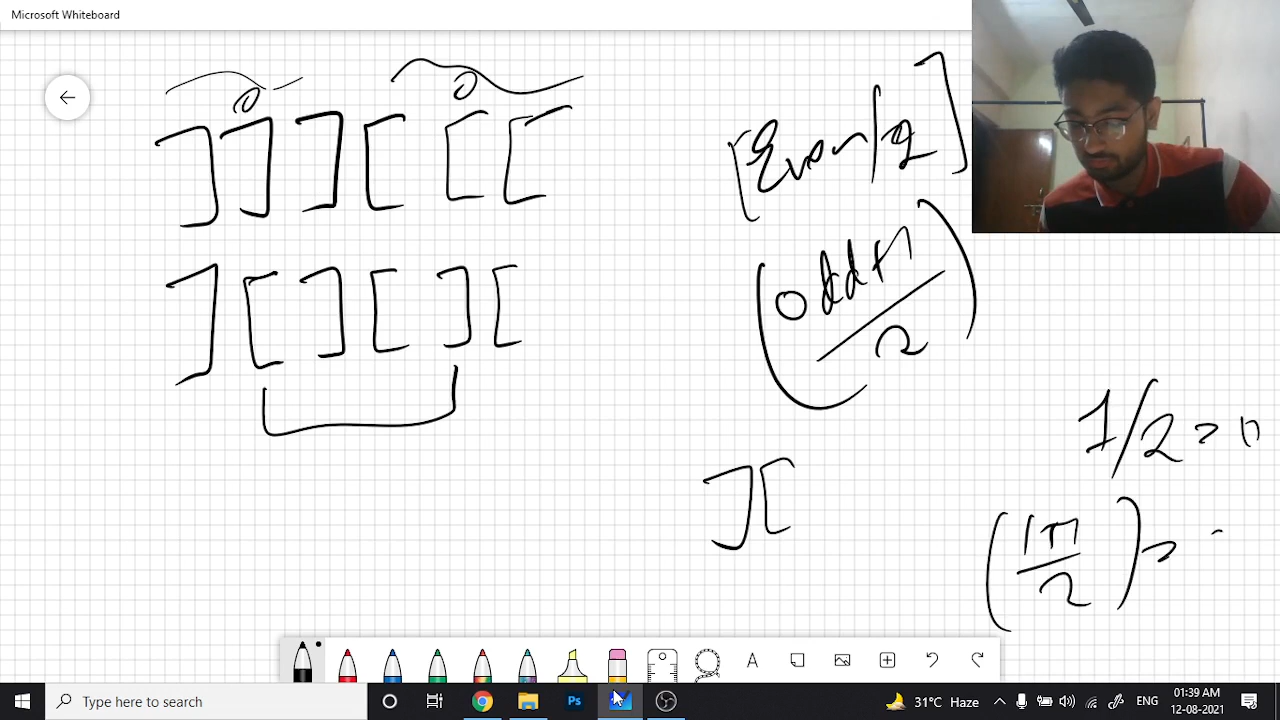 Microsoft Whiteboard
0 0
] ] ] [ [ [
[Even/2]
] [ ] [ ] [
(odd+1
2)
1/2=0
] [
(1+1
2) =
A
Type here to search
31°C Haze
ENG
01:39 AM
12-08-2021